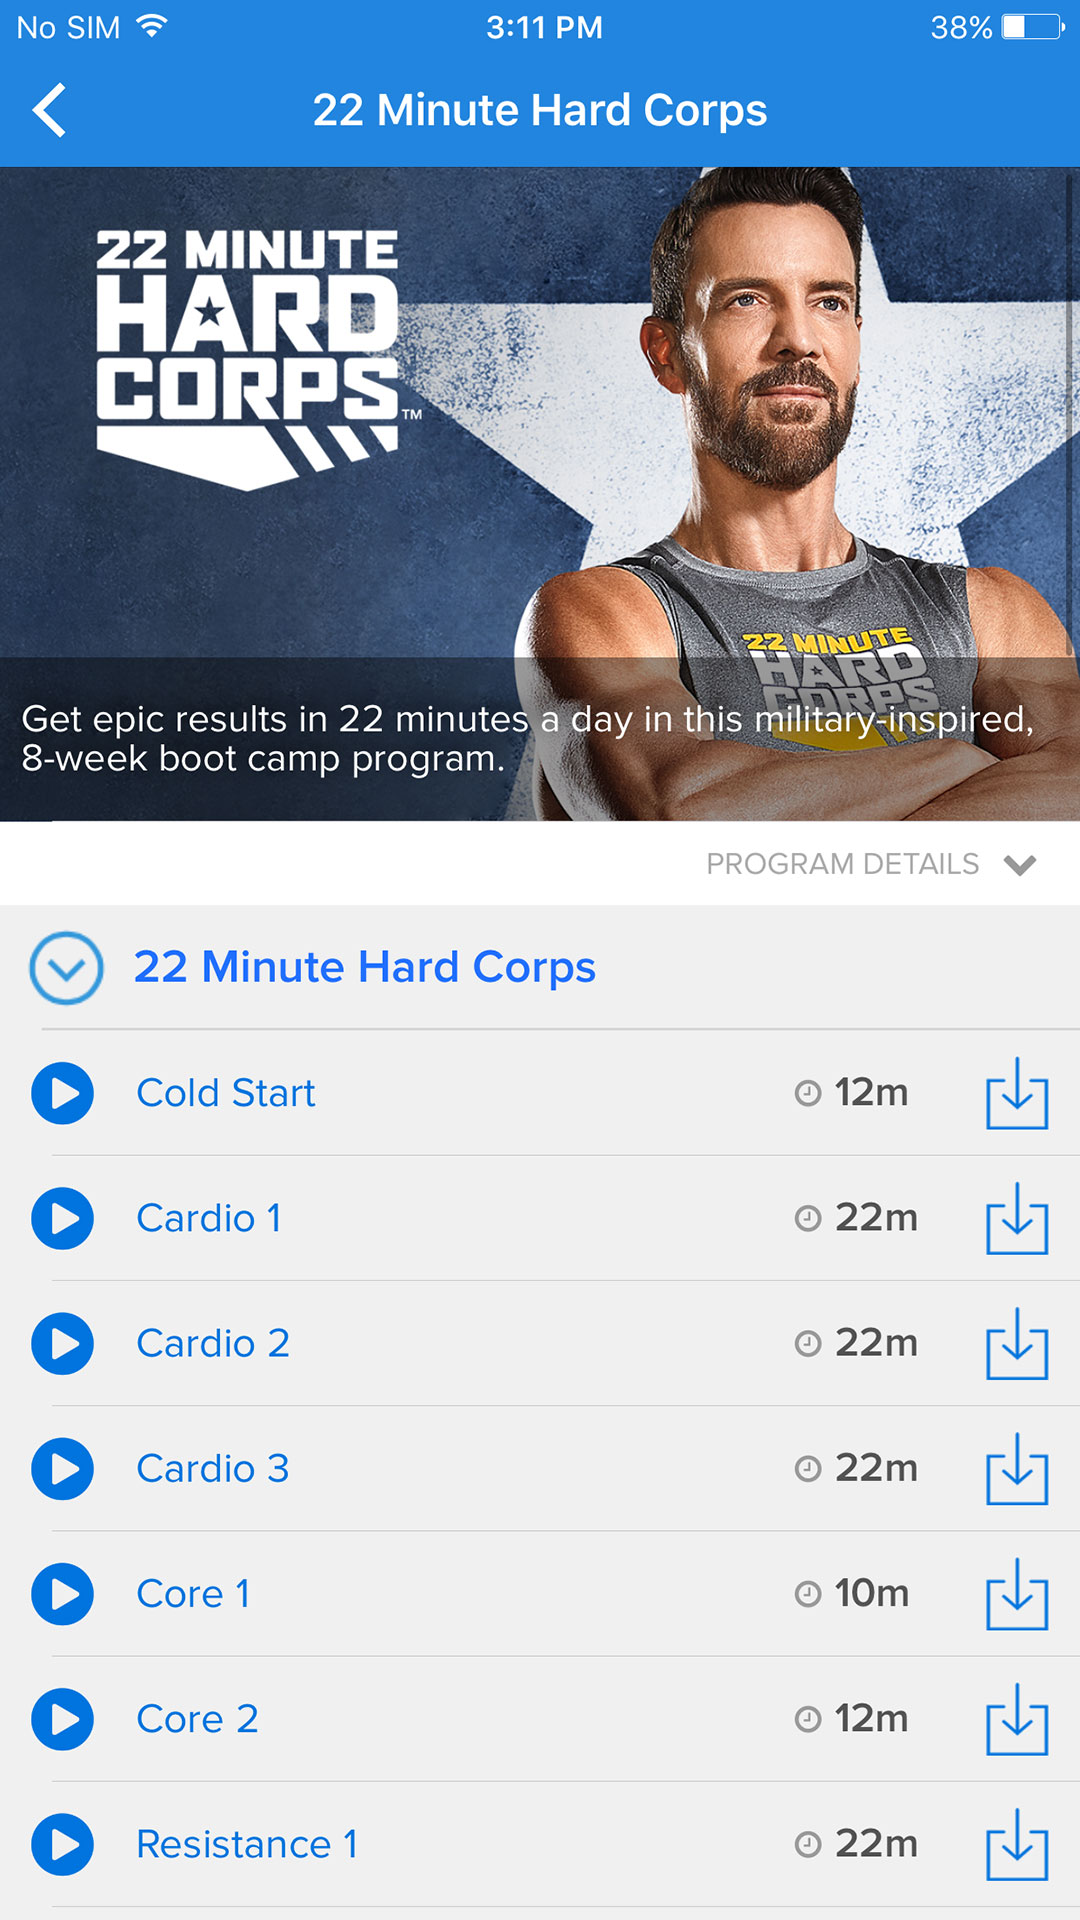 No SIM 3:11 PM 38%
22 Minute Hard Corps
22 MINUTE
HARD
CORPS™
22 MINUTE
HARD
CORPS
Get epic results in 22 minutes a day in this military-inspired,
8-week boot camp program.
PROGRAM DETAILS
22 Minute Hard Corps
Cold Start 12m
Cardio 1 22m
Cardio 2 22m
Cardio 3 22m
Core 1 10m
Core 2 12m
Resistance 1 22m